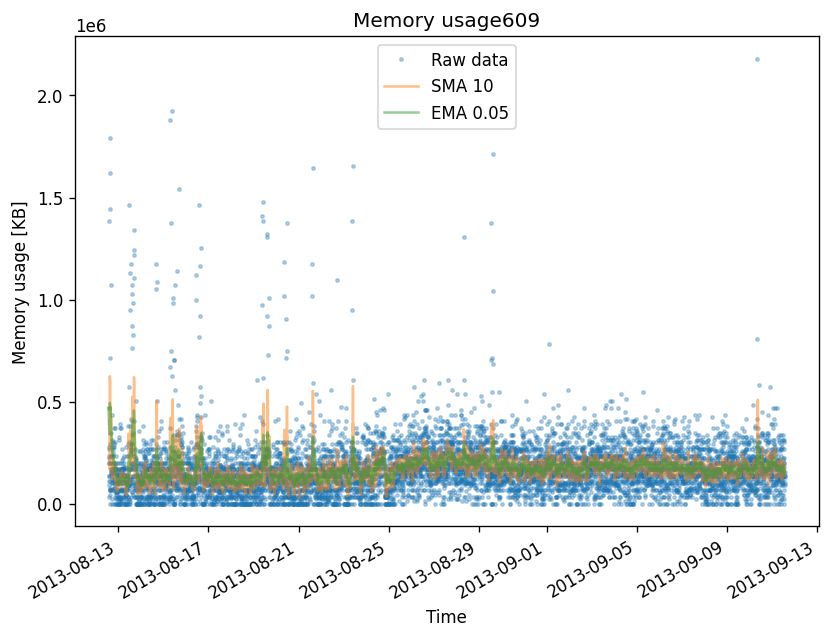 Memory usage609
1e6
Raw data
SMA 10
EMA 0.05
2.0
1.5
1.0
0.5
0.0
Memory usage [KB]
2013-08-13
2013-08-17
2013-08-21
2013-08-25
2013-08-29
2013-09-01
2013-09-05
2013-09-09
2013-09-13
Time